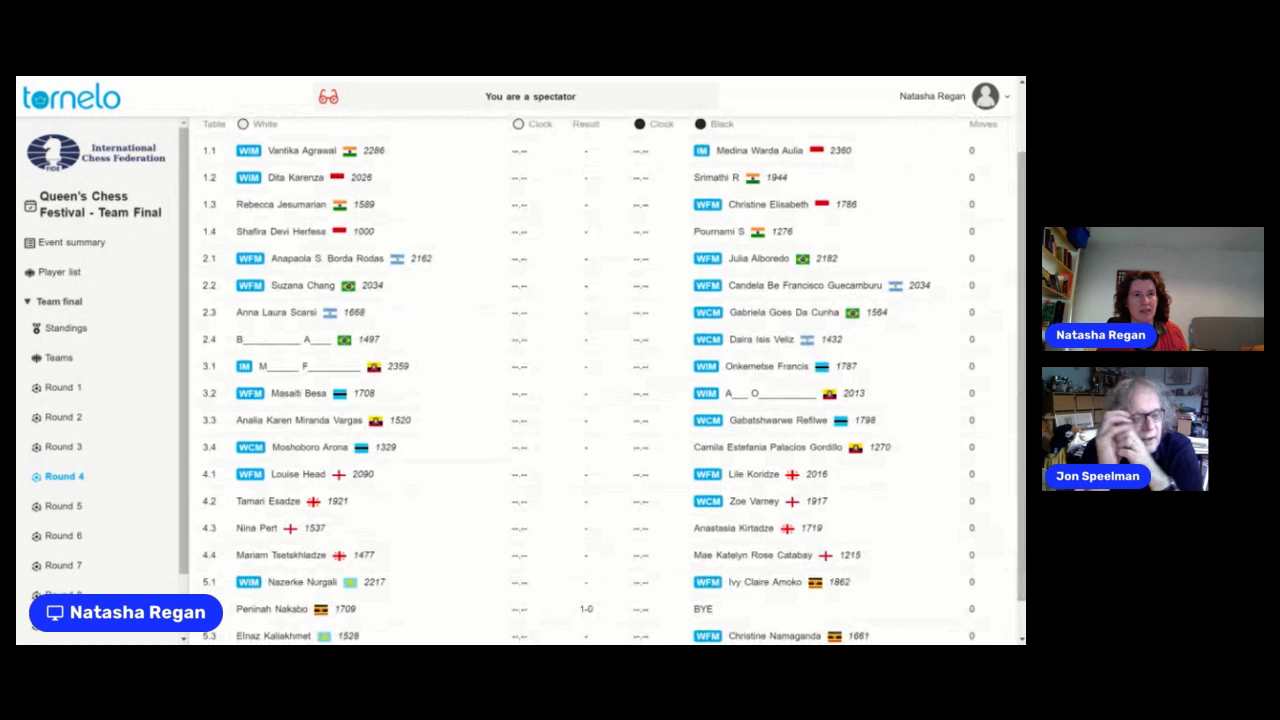 tornelo
You are a spectator
Natasha Regan
FIDE
International
Chess Federation
Queen's Chess
Festival - Team Final
Event summary
Player list
Team final
Standings
Teams
Round 1
Round 2
Round 3
Round 4
Round 5
Round 6
Round 7
Table White Clock Result Clock Black Moves
1.1 WIM Vantika Agrawal 2286 --.-- - --.-- IM Medina Warda Aulia 2360 0
1.2 WIM Dita Karenza 2026 --.-- - --.-- Srimathi R 1944 0
1.3 Rebecca Jesumarian 1589 --.-- - --.-- WFM Christine Elisabeth 1786 0
1.4 Shafira Devi Herfesa 1000 --.-- - --.-- Pournami S 1276 0
2.1 WFM Anapaola S. Borda Rodas 2162 --.-- - --.-- WFM Julia Alboredo 2182 0
2.2 WFM Suzana Chang 2034 --.-- - --.-- WFM Candela Be Francisco Guecamburu 2034 0
2.3 Anna Laura Scarsi 1668 --.-- - --.-- WCM Gabriela Goes Da Cunha 1564 0
2.4 B__________ A____ 1497 --.-- - --.-- WCM Daira Isis Veliz 1432 0
3.1 IM M______ F_________ 2359 --.-- - --.-- WIM Onkemetse Francis 1787 0
3.2 WFM Masaiti Besa 1708 --.-- - --.-- WIM A___ O__________ 2013 0
3.3 Analia Karen Miranda Vargas 1520 --.-- - --.-- WCM Gabatshwarwe Refilwe 1798 0
3.4 WCM Moshoboro Arona 1329 --.-- - --.-- Camila Estefania Palacios Gordillo 1270 0
4.1 WFM Louise Head 2090 --.-- - --.-- WFM Lile Koridze 2016 0
4.2 Tamari Esadze 1921 --.-- - --.-- WCM Zoe Varney 1917 0
4.3 Nina Pert 1537 --.-- - --.-- Anastasia Kirtadze 1719 0
4.4 Mariam Tsetskhladze 1477 --.-- - --.-- Mae Katelyn Rose Catabay 1215 0
5.1 WIM Nazerke Nurgali 2217 --.-- - --.-- WFM Ivy Claire Amoko 1862 0
Peninah Nakabo 1709 --.-- 1-0 --.-- BYE 0
5.3 Elnaz Kaliakhmet 1528 --.-- - --.-- WFM Christine Namaganda 1661 0
Natasha Regan
Natasha Regan
Jon Speelman